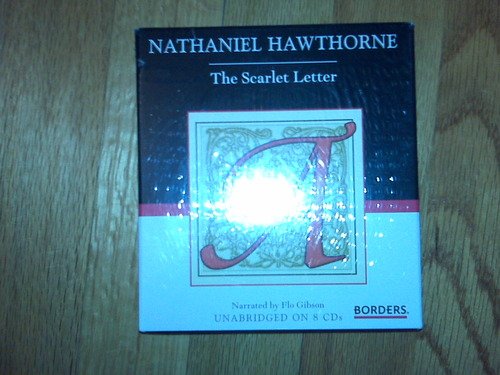 NATHANIEL HAWTHORNE
The Scarlet Letter
A
Narrated by Flo Gibson
UNABRIDGED ON 8 CDs
BORDERS.